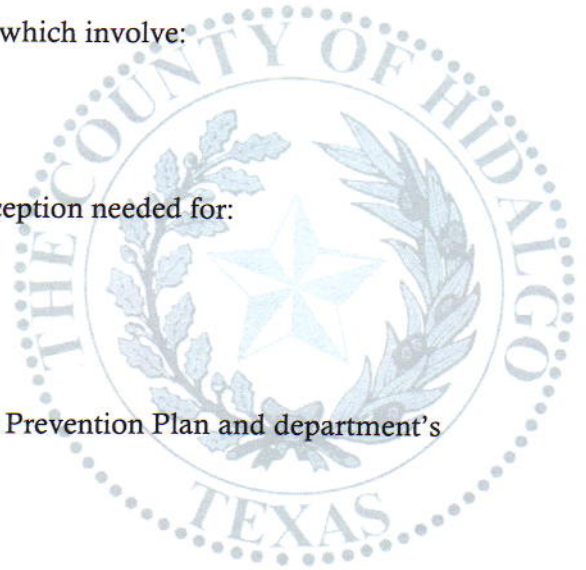 which involve:
THE COUNTY OF HIDALGO
ception needed for:
Prevention Plan and department's
TEXAS